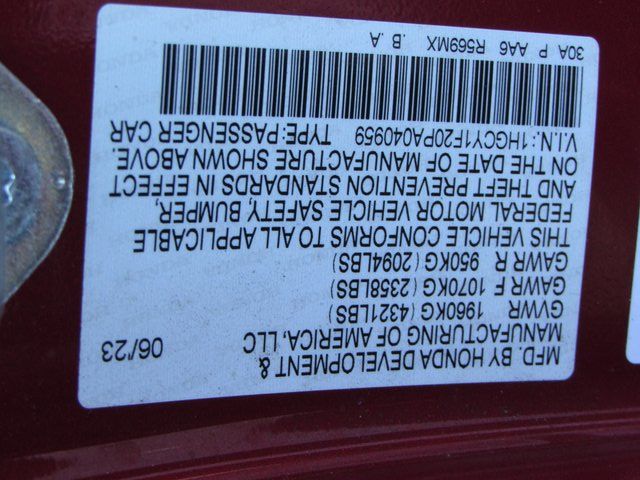 MFD. BY HONDA DEVELOPMENT &
MANUFACTURING OF AMERICA, LLC 06/'23
GVWR 1960KG (4321LBS)
GAWR F 1070KG (2358LBS)
GAWR R 950KG (2094LBS)
THIS VEHICLE CONFORMS TO ALL APPLICABLE
FEDERAL MOTOR VEHICLE SAFETY, BUMPER,
AND THEFT PREVENTION STANDARDS IN EFFECT
ON THE DATE OF MANUFACTURE SHOWN ABOVE.
V.I.N.: 1HGCY1F20PA040959 TYPE:PASSENGER CAR
30A P AA6 R569MX .B .A